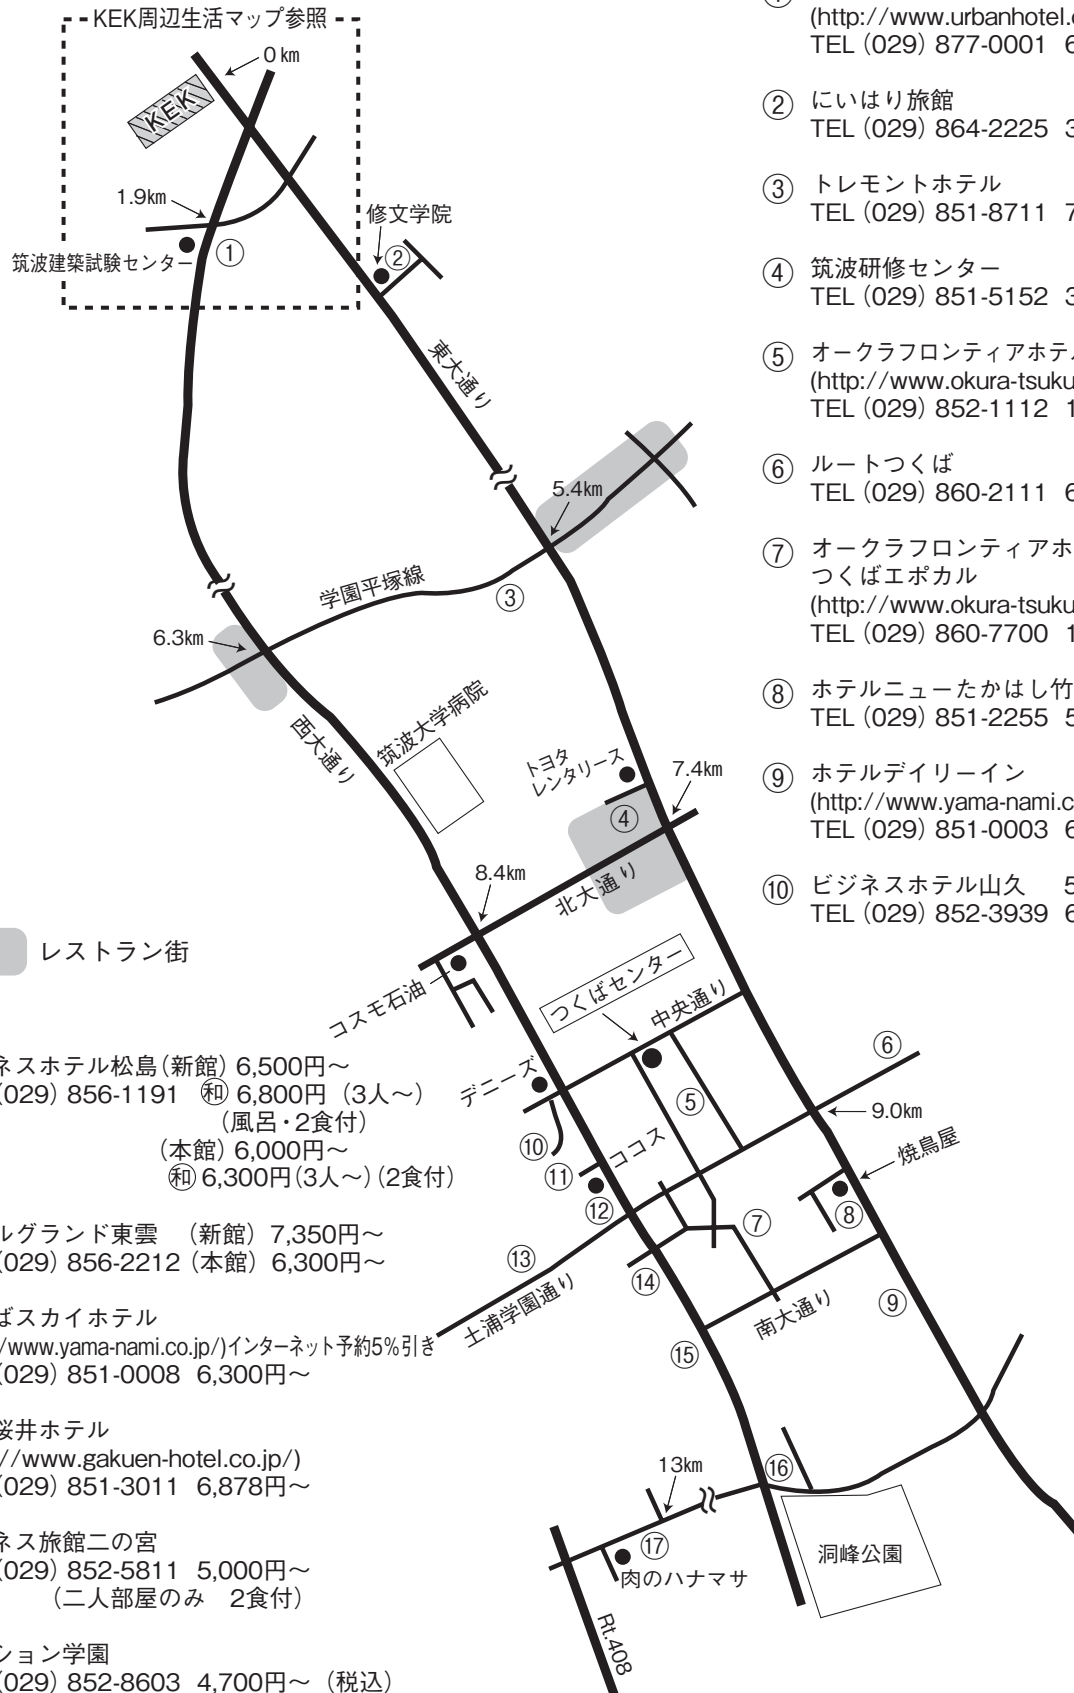 KEK周辺生活マップ参照
0km
KEK
1.9km
筑波建築試験センター
①
修文学院
②
東大通り
5.4km
学園平塚線
③
6.3km
西大通り
筑波大学病院
トヨタ
レンタリース
7.4km
④
8.4km
北大通り
レストラン街
コスモ石油
つくばセンター
中央通り
デニーズ
⑤
⑥
9.0km
⑩
ココス
⑪
焼鳥屋
⑫
⑧
⑦
⑬
⑭
土浦学園通り
南大通り
⑨
⑮
13km
⑯
⑰
肉のハナマサ
洞峰公園
Rt.408
(http://www.urbanhotel.
TEL (029) 877-0001 6
② にいはり旅館
TEL (029) 864-2225 3
③ トレモントホテル
TEL (029) 851-8711 7
④ 筑波研修センター
TEL (029) 851-5152 3
⑤ オークラフロンティアホテル
(http://www.okura-tsuku
TEL (029) 852-1112 1
⑥ ルートつくば
TEL (029) 860-2111 6
⑦ オークラフロンティアホ
つくばエポカル
(http://www.okura-tsuku
TEL (029) 860-7700 1
⑧ ホテルニューたかはし竹
TEL (029) 851-2255 5
⑨ ホテルデイリーイン
(http://www.yama-nami.c
TEL (029) 851-0003 6
⑩ ビジネスホテル山久 5
TEL (029) 852-3939 6
ネスホテル松島(新館) 6,500円〜
(029) 856-1191 ㊒和 6,800円 (3人〜)
(風呂・2食付)
(本館) 6,000円〜
和 6,300円(3人〜)(2食付)
ルグランド東雲 (新館) 7,350円〜
(029) 856-2212 (本館) 6,300円〜
ばスカイホテル
/www.yama-nami.co.jp/)インターネット予約5%引き
(029) 851-0008 6,300円〜
桜井ホテル
//www.gakuen-hotel.co.jp/)
(029) 851-3011 6,878円〜
ネス旅館二の宮
(029) 852-5811 5,000円〜
(二人部屋のみ 2食付)
ション学園
(029) 852-8603 4,700円〜 (税込)